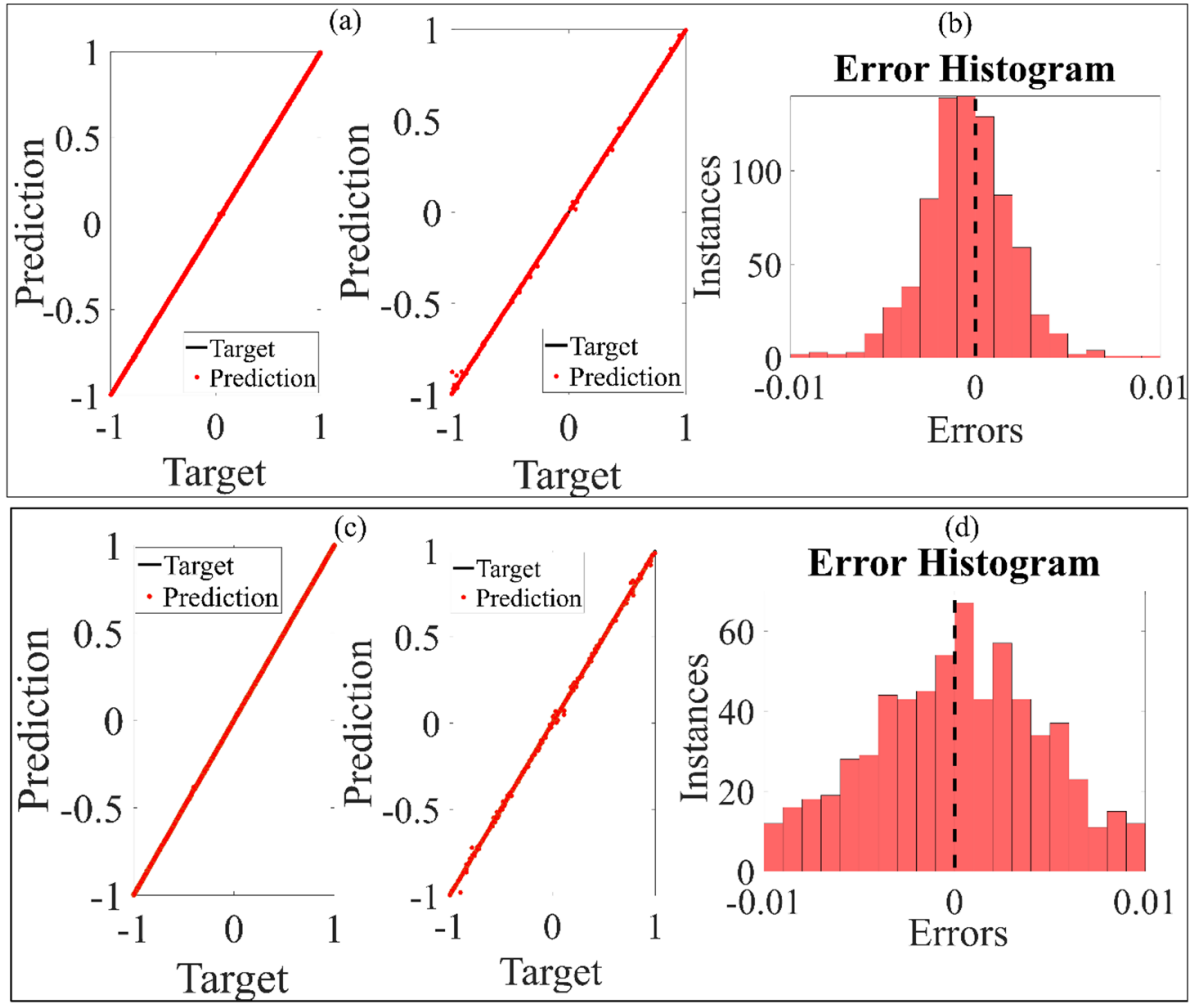 (a)
1
0.5
0
-0.5
-1
-1 0 1
Prediction
Target
Target
Prediction
1
0.5
0
-0.5
-1
-1 0 1
Prediction
Target
Target
Prediction
(b)
Error Histogram
100
50
0
-0.01 0 0.01
Instances
Errors
(c)
1
0.5
0
-0.5
-1
-1 0 1
Prediction
Target
Target
Prediction
1
0.5
0
-0.5
-1
-1 0 1
Prediction
Target
Target
Prediction
(d)
Error Histogram
60
40
20
0
-0.01 0 0.01
Instances
Errors